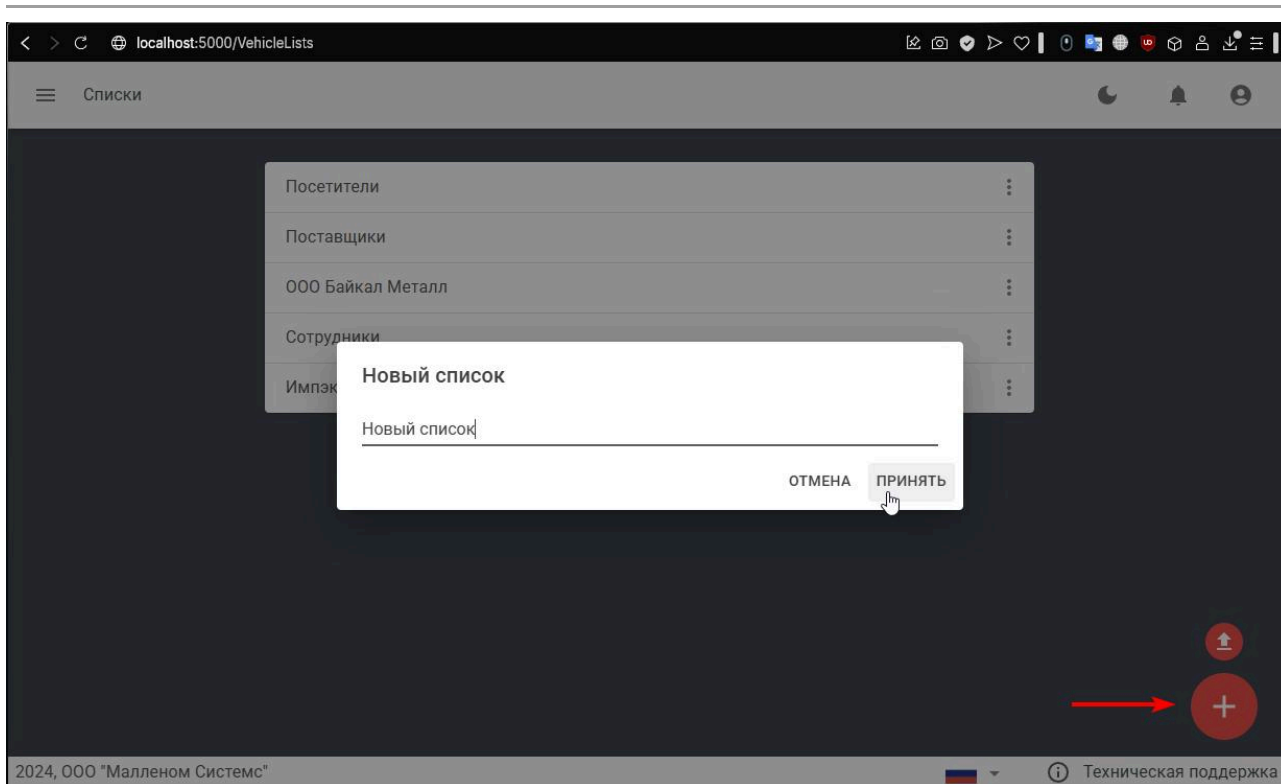 localhost:5000/VehicleLists
Списки
Посетители
Поставщики
ООО Байкал Металл
Сотрудники
Импэк
Новый список
Новый список
ОТМЕНА ПРИНЯТЬ
2024, ООО "Малленом Системс"
Техническая поддержка